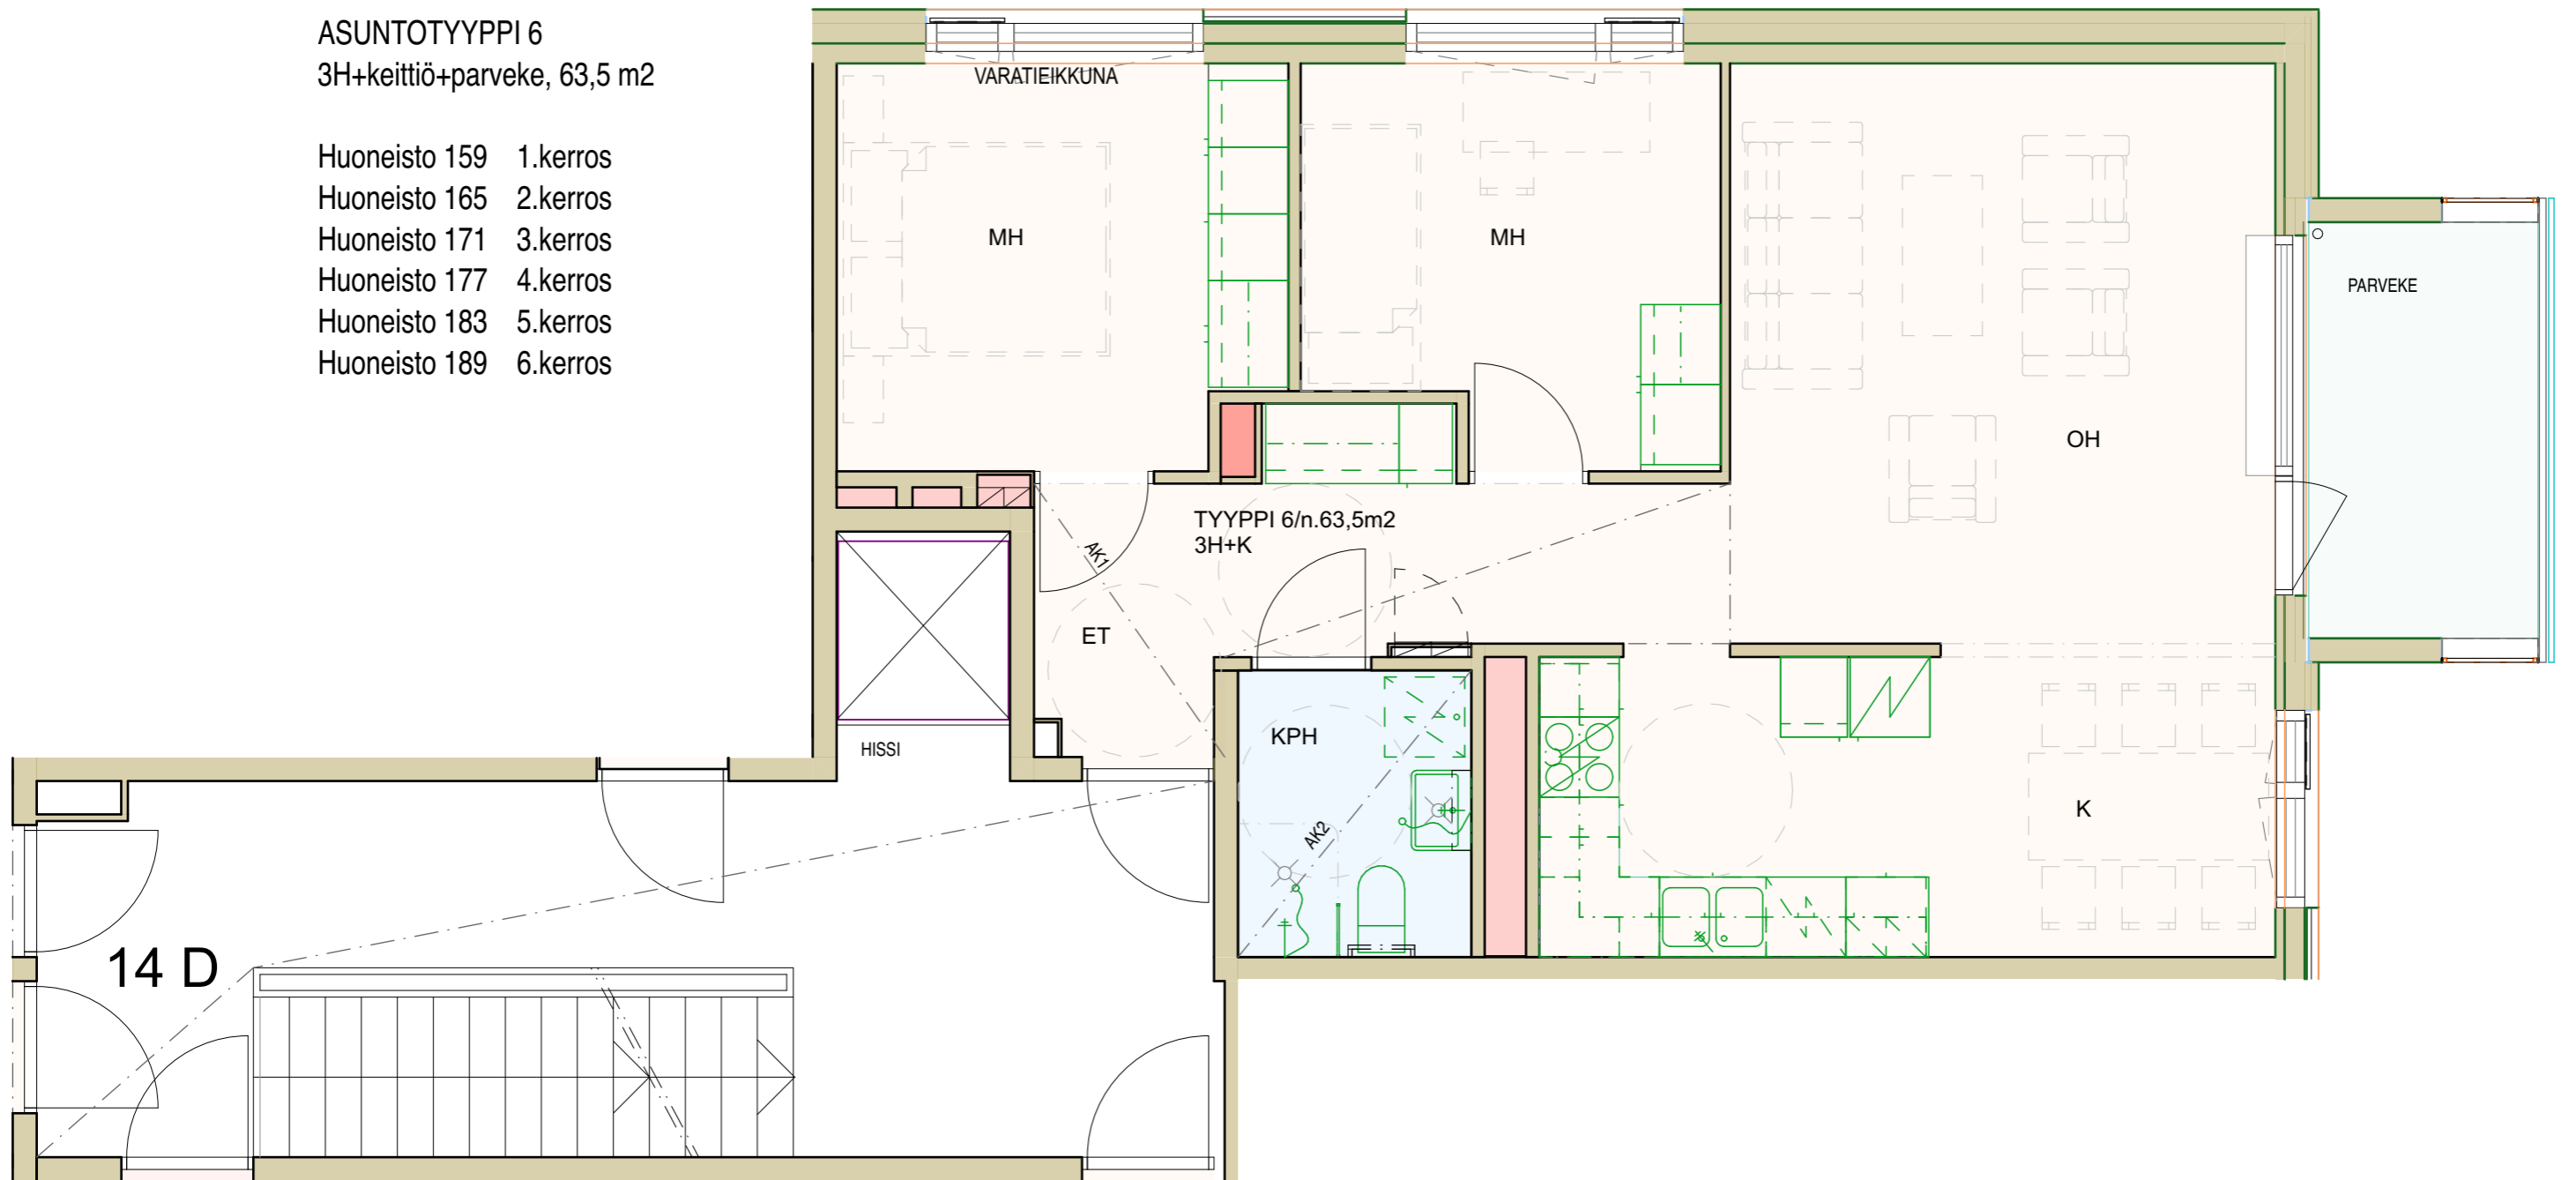 ASUNTOTYYPPI 6
3H+keittiö+parveke, 63,5 m2
Huoneisto 159 1.kerros
Huoneisto 165 2.kerros
Huoneisto 171 3.kerros
Huoneisto 177 4.kerros
Huoneisto 183 5.kerros
Huoneisto 189 6.kerros
VARATIEIKKUNA
MH
MH
PARVEKE
OH
TYYPPI 6/n.63,5m2
3H+K
AK1
ET
KPH
HISSI
K
AK2
14 D